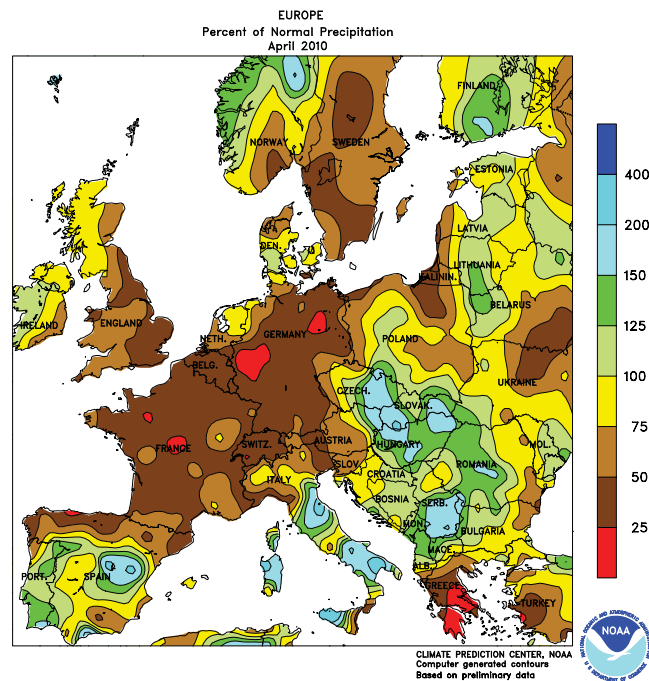 EUROPE
Percent of Normal Precipitation
April 2010
FINLAND
NORWAY
SWEDEN
ESTONIA
LATVIA
DEN.
LITHUANIA
KALININ.
BELARUS
IRELAND
ENGLAND
NETH.
GERMANY
POLAND
BELG.
UKRAINE
CZECH.
SLOVAK.
FRANCE
SWITZ.
AUSTRIA
HUNGARY
MOL.
SLOV.
ROMANIA
CROATIA
ITALY
BOSNIA
SERB.
MON.
BULGARIA
MACE.
ALB.
PORT.
SPAIN
GREECE
TURKEY
400
200
150
125
100
75
50
25
NOAA
CLIMATE PREDICTION CENTER, NOAA
Computer generated contours
Based on preliminary data